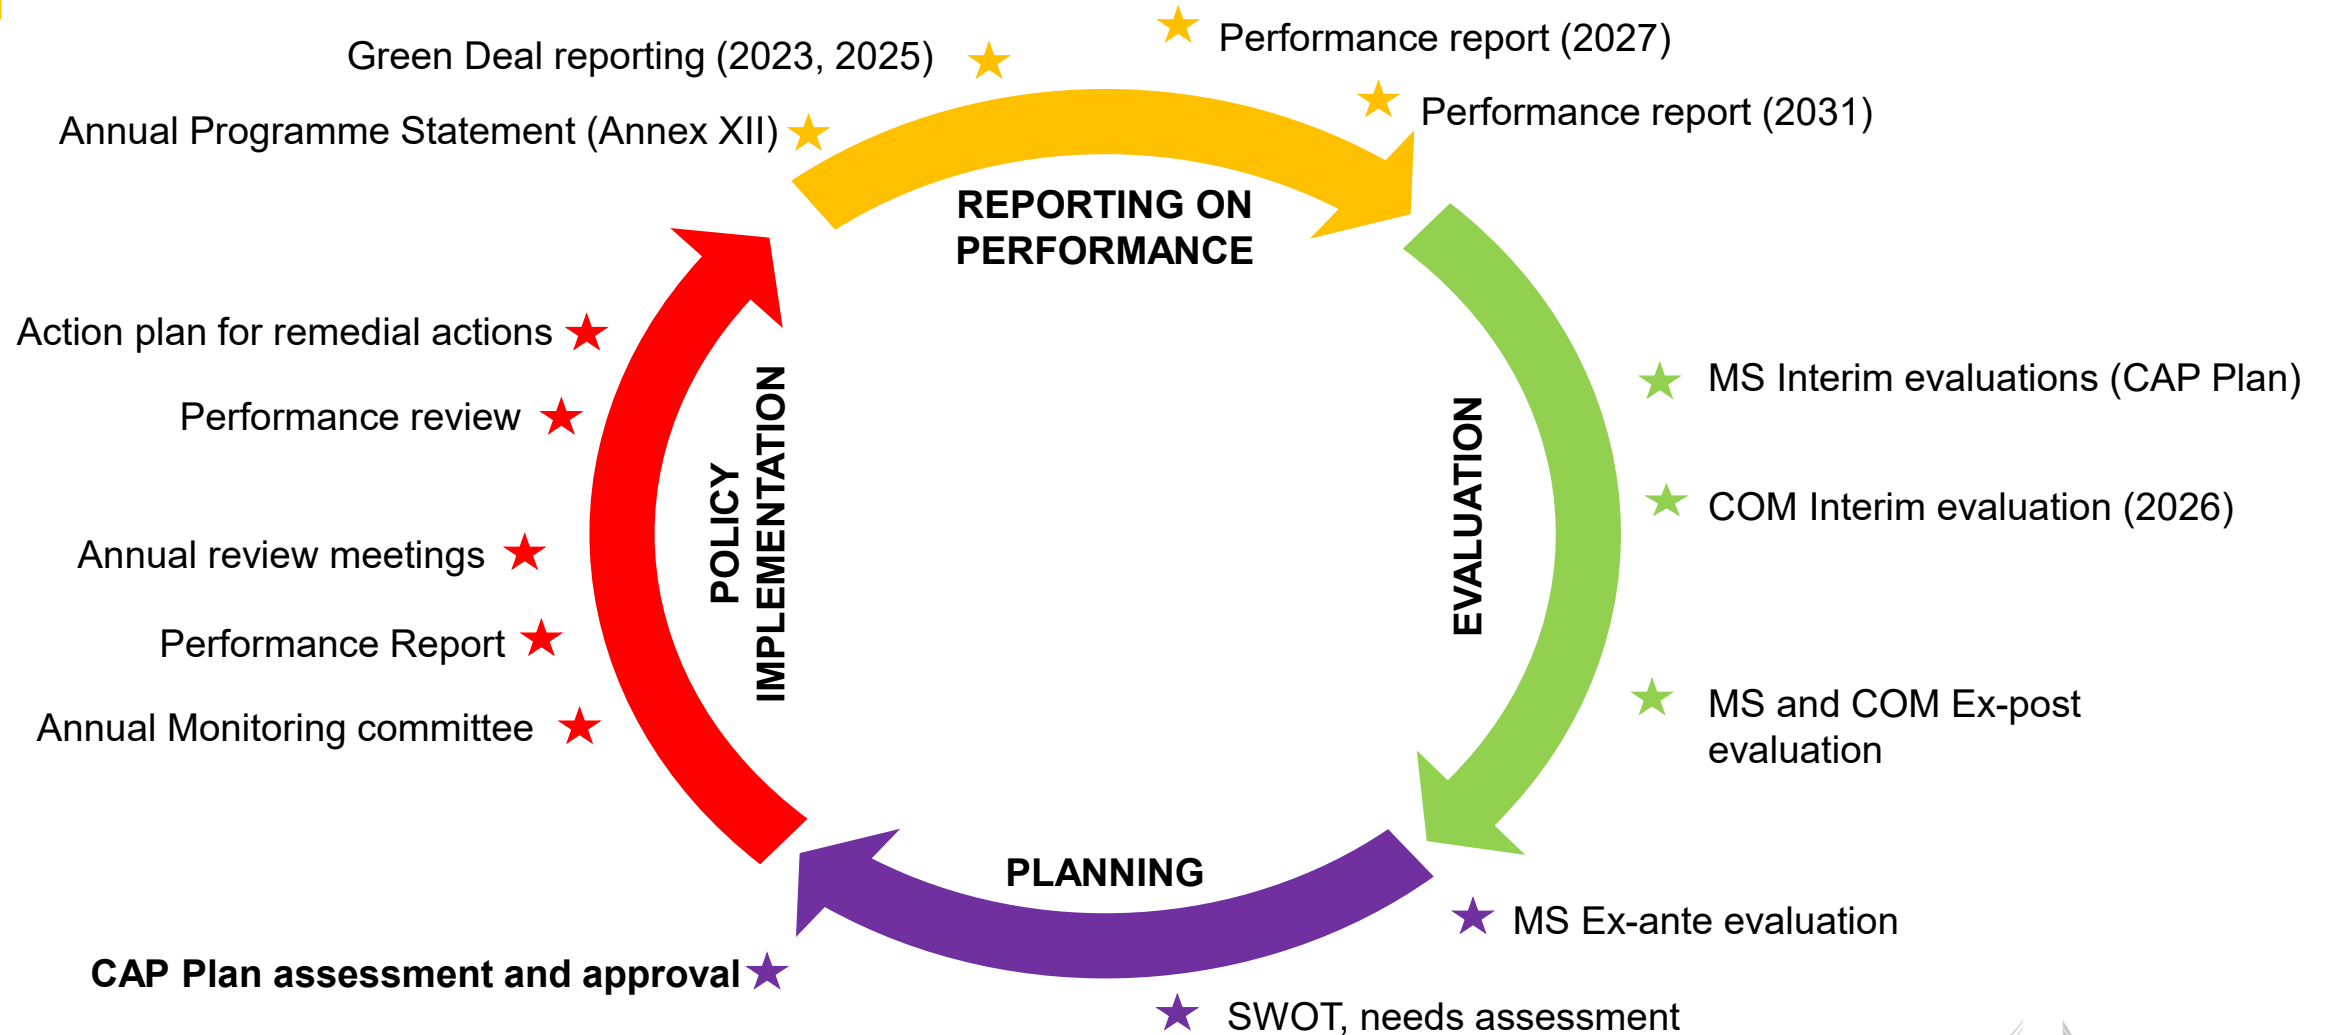 Green Deal reporting (2023, 2025)
Performance report (2027)
Annual Programme Statement (Annex XII)
Performance report (2031)
REPORTING ON
PERFORMANCE
Action plan for remedial actions
Performance review
Annual review meetings
Performance Report
Annual Monitoring committee
POLICY
IMPLEMENTATION
EVALUATION
MS Interim evaluations (CAP Plan)
COM Interim evaluation (2026)
MS and COM Ex-post
evaluation
PLANNING
MS Ex-ante evaluation
CAP Plan assessment and approval
SWOT, needs assessment